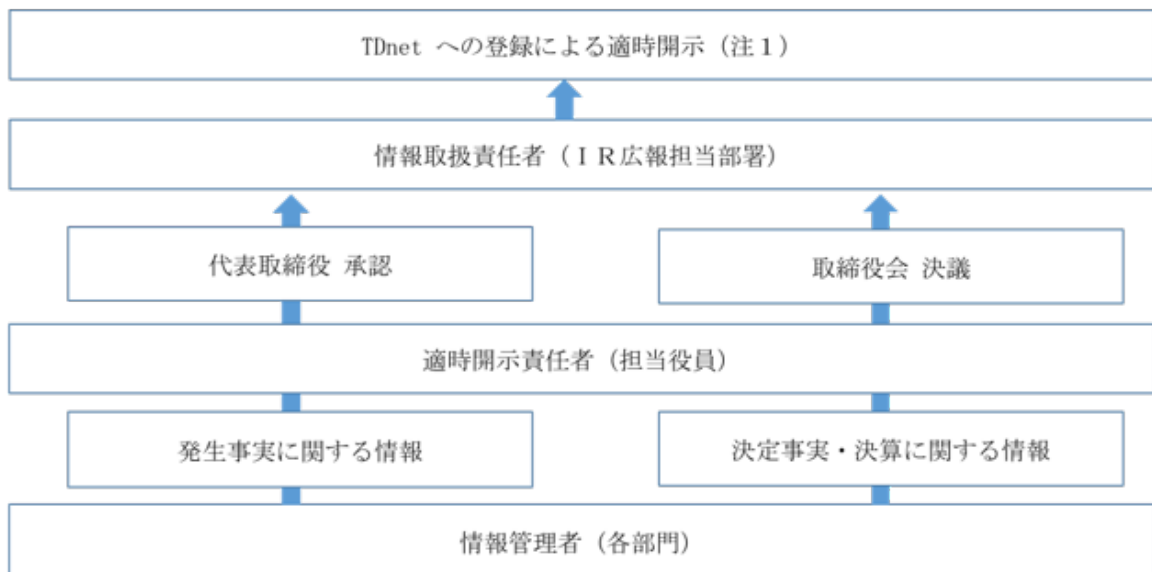 TDnet への登録による適時開示（注１）
情報取扱責任者（ＩＲ広報担当部署）
代表取締役 承認
取締役会 決議
適時開示責任者（担当役員）
発生事実に関する情報
決定事実・決算に関する情報
情報管理者（各部門）